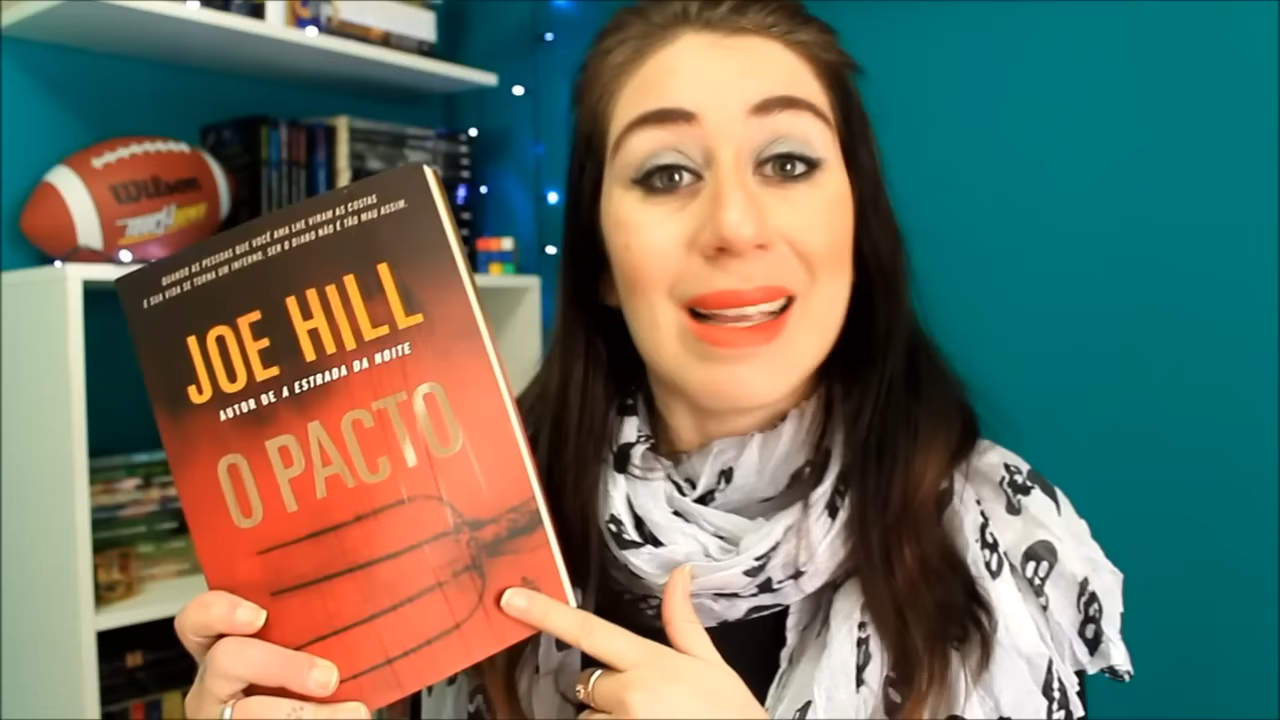 Wilson
QUANDO AS PESSOAS QUE VOCÊ AMA LHE VIRAM AS COSTAS
E SUA VIDA SE TORNA UM INFERNO, SER O DIABO NÃO É TÃO MAU ASSIM.
JOE HILL
AUTOR DE A ESTRADA DA NOITE
O PACTO